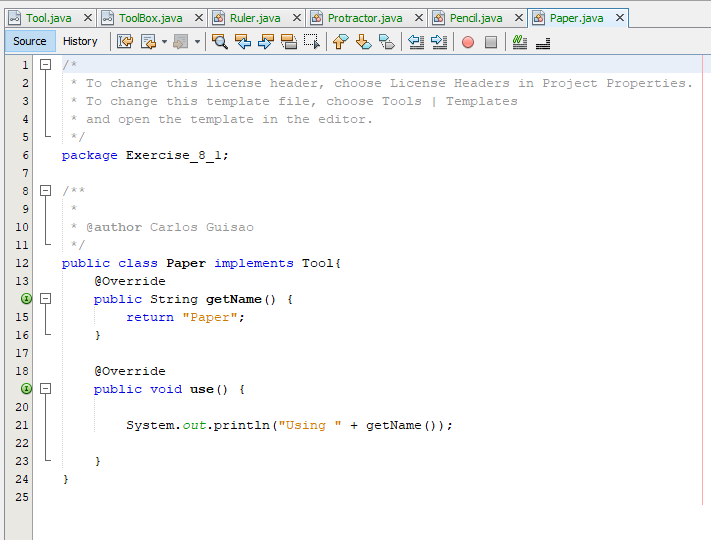 Tool.java ToolBox.java Ruler.java Protractor.java Pencil.java Paper.java
Source History
1 /*
2  * To change this license header, choose License Headers in Project Properties.
3  * To change this template file, choose Tools | Templates
4  * and open the template in the editor.
5  */
6 package Exercise_8_1;
7
8 /**
9  *
10  * @author Carlos Guisao
11  */
12 public class Paper implements Tool{
13     @Override
    public String getName() {
15         return "Paper";
16     }
17
18     @Override
    public void use() {
20
21         System.out.println("Using " + getName());
22
23     }
24 }
25